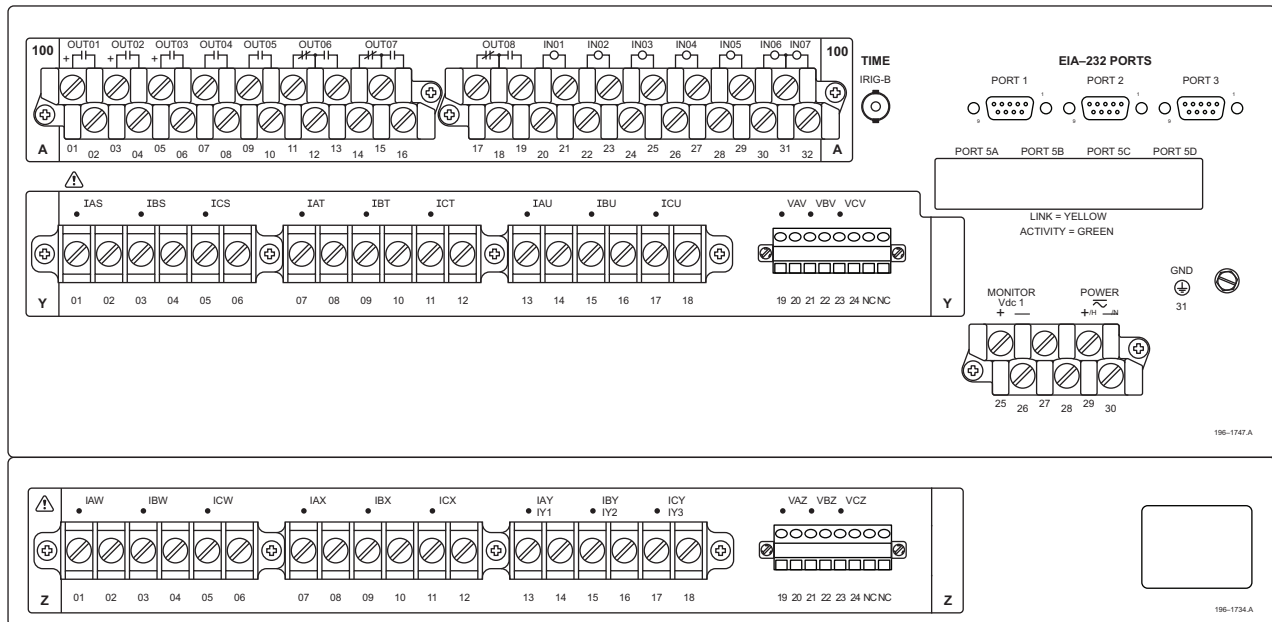 100 OUT01 OUT02 OUT03 OUT04 OUT05 OUT06 OUT07 OUT08 IN01 IN02 IN03 IN04 IN05 IN06 IN07 100
+ + +
A 01 02 03 04 05 06 07 08 09 10 11 12 13 14 15 16 17 18 19 20 21 22 23 24 25 26 27 28 29 30 31 32 A
TIME
IRIG-B
EIA–232 PORTS
PORT 1 PORT 2 PORT 3
1 1 1
9 9 9
PORT 5A PORT 5B PORT 5C PORT 5D
LINK = YELLOW
ACTIVITY = GREEN
IAS IBS ICS IAT IBT ICT IAU IBU ICU VAV VBV VCV
Y 01 02 03 04 05 06 07 08 09 10 11 12 13 14 15 16 17 18 19 20 21 22 23 24 NC NC Y
MONITOR
Vdc 1
+ —
POWER
+/H —/N
GND
31
25 26 27 28 29 30
196–1747.A
IAW IBW ICW IAX IBX ICX IAY IBY ICY VAZ VBZ VCZ
IY1 IY2 IY3
Z 01 02 03 04 05 06 07 08 09 10 11 12 13 14 15 16 17 18 19 20 21 22 23 24 NC NC Z
196–1734.A